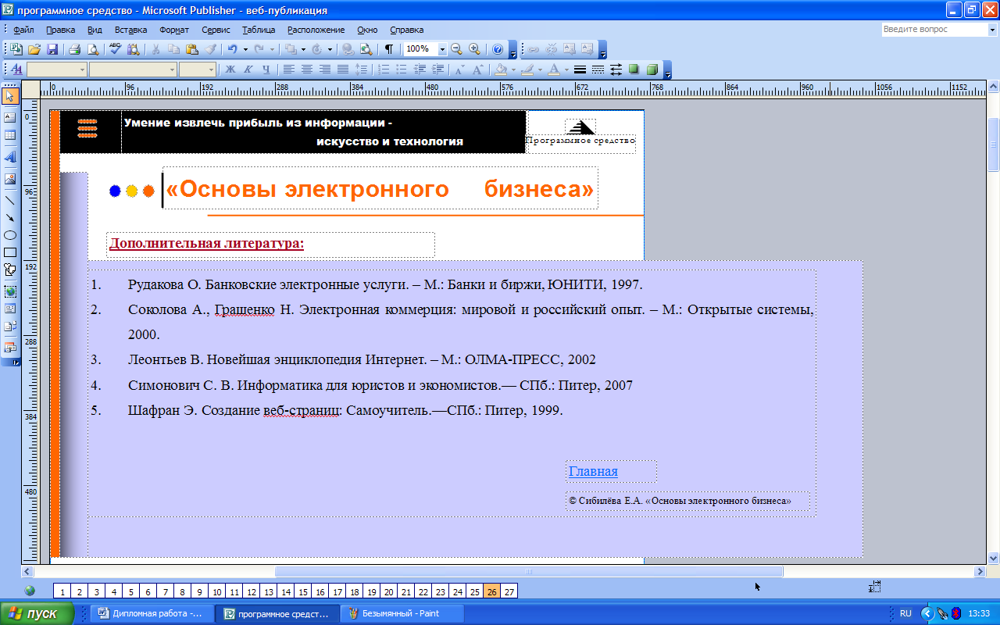 программное средство - Microsoft Publisher - веб-публикация
Файл Правка Вид Вставка Формат Сервис Таблица Расположение Окно Справка
Введите вопрос
100%
Ж К Ч
0 96 192 288 384 480 576 672 768 864 960 1056 1152
0
96
192
288
384
480
Умение извлечь прибыль из информации -
искусство и технология
Программное средство
«Основы электронного бизнеса»
Дополнительная литература:
1. Рудакова О. Банковские электронные услуги. – М.: Банки и биржи, ЮНИТИ, 1997.
2. Соколова А., Гращенко Н. Электронная коммерция: мировой и российский опыт. – М.: Открытые системы,
2000.
3. Леонтьев В. Новейшая энциклопедия Интернет. – М.: ОЛМА-ПРЕСС, 2002
4. Симонович С. В. Информатика для юристов и экономистов.— СПб.: Питер, 2007
5. Шафран Э. Создание веб-страниц: Самоучитель.—СПб.: Питер, 1999.
Главная
© Сибилёва Е.А. «Основы электронного бизнеса»
1 2 3 4 5 6 7 8 9 10 11 12 13 14 15 16 17 18 19 20 21 22 23 24 25 26 27
пуск
Дипломная работа -...
программное средст...
Безымянный - Paint
RU
13:33